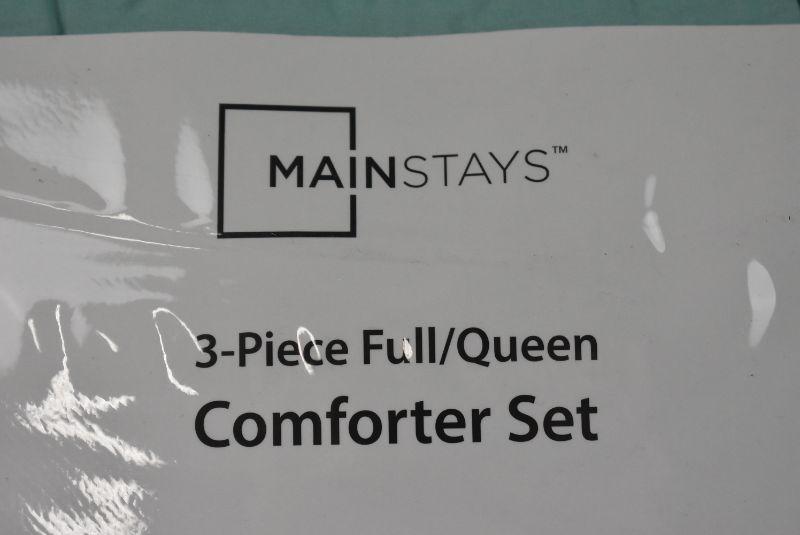 MAINSTAYS™
3-Piece Full/Queen
Comforter Set